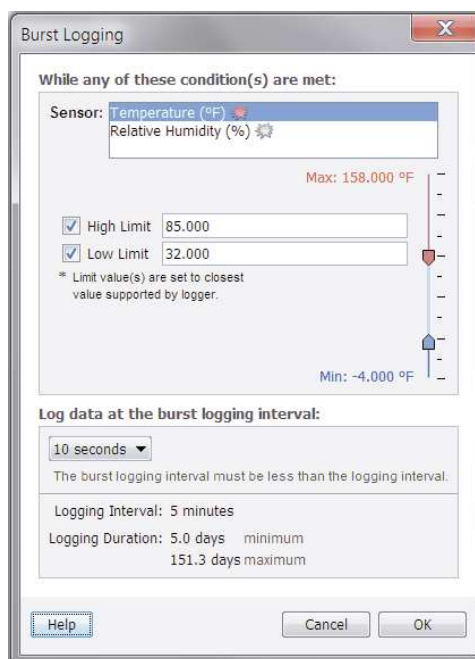 Burst Logging
While any of these condition(s) are met:
Sensor: Temperature (ºF)
Relative Humidity (%)
Max: 158.000 ºF
High Limit 85.000
Low Limit 32.000
* Limit value(s) are set to closest
value supported by logger.
Min: -4.000 ºF
Log data at the burst logging interval:
10 seconds
The burst logging interval must be less than the logging interval.
Logging Interval: 5 minutes
Logging Duration: 5.0 days minimum
151.3 days maximum
Help Cancel OK